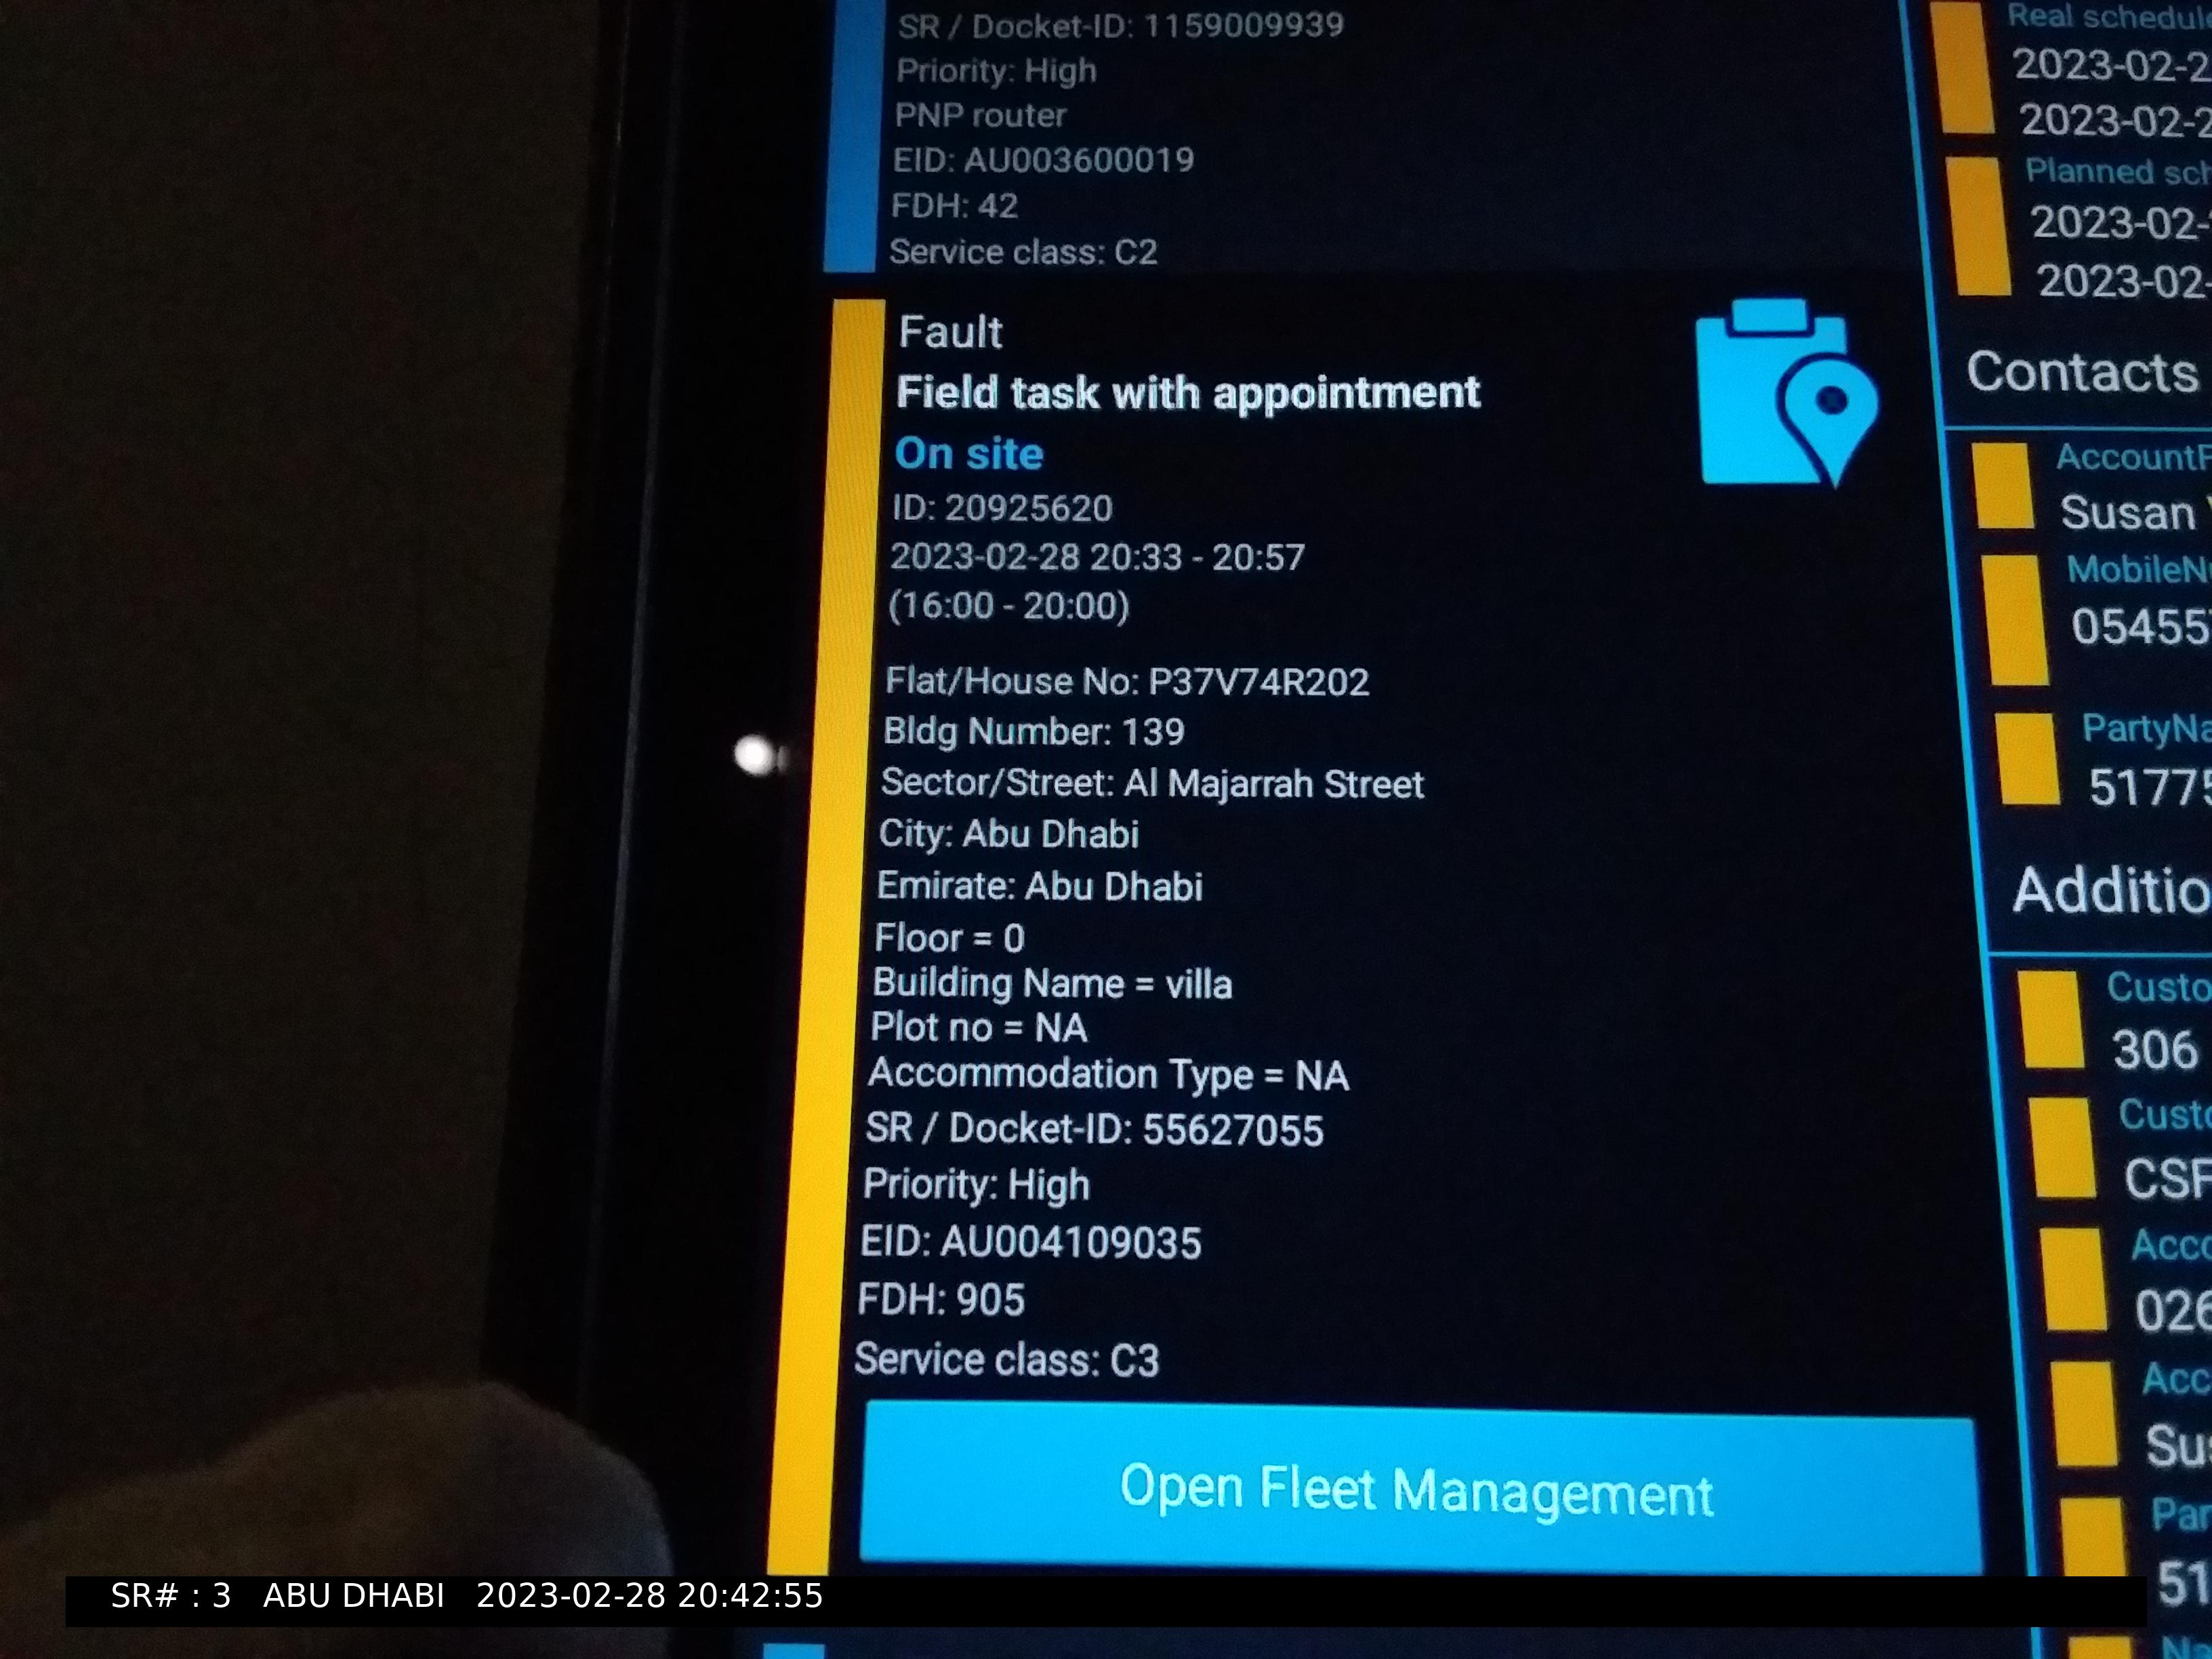 SR / Docket-ID: 1159009939
Priority: High
PNP router
EID: AU003600019
FDH: 42
Service class: C2
Fault
Field task with appointment
On site
ID: 20925620
2023-02-28 20:33 - 20:57
(16:00 - 20:00)
Flat/House No: P37V74R202
Bldg Number: 139
Sector/Street: Al Majarrah Street
City: Abu Dhabi
Emirate: Abu Dhabi
Floor = 0
Building Name = villa
Plot no = NA
Accommodation Type = NA
SR / Docket-ID: 55627055
Priority: High
EID: AU004109035
FDH: 905
Service class: C3
Open Fleet Management
Real schedule
2023-02-2
2023-02-2
Planned sch
2023-02-
2023-02-
Contacts
AccountF
Susan
MobileNu
05455
PartyNa
51775
Additio
Custo
306
Custo
CSF
Acco
026
Acc
Sus
Par
51
Na
SR# : 3 ABU DHABI 2023-02-28 20:42:55